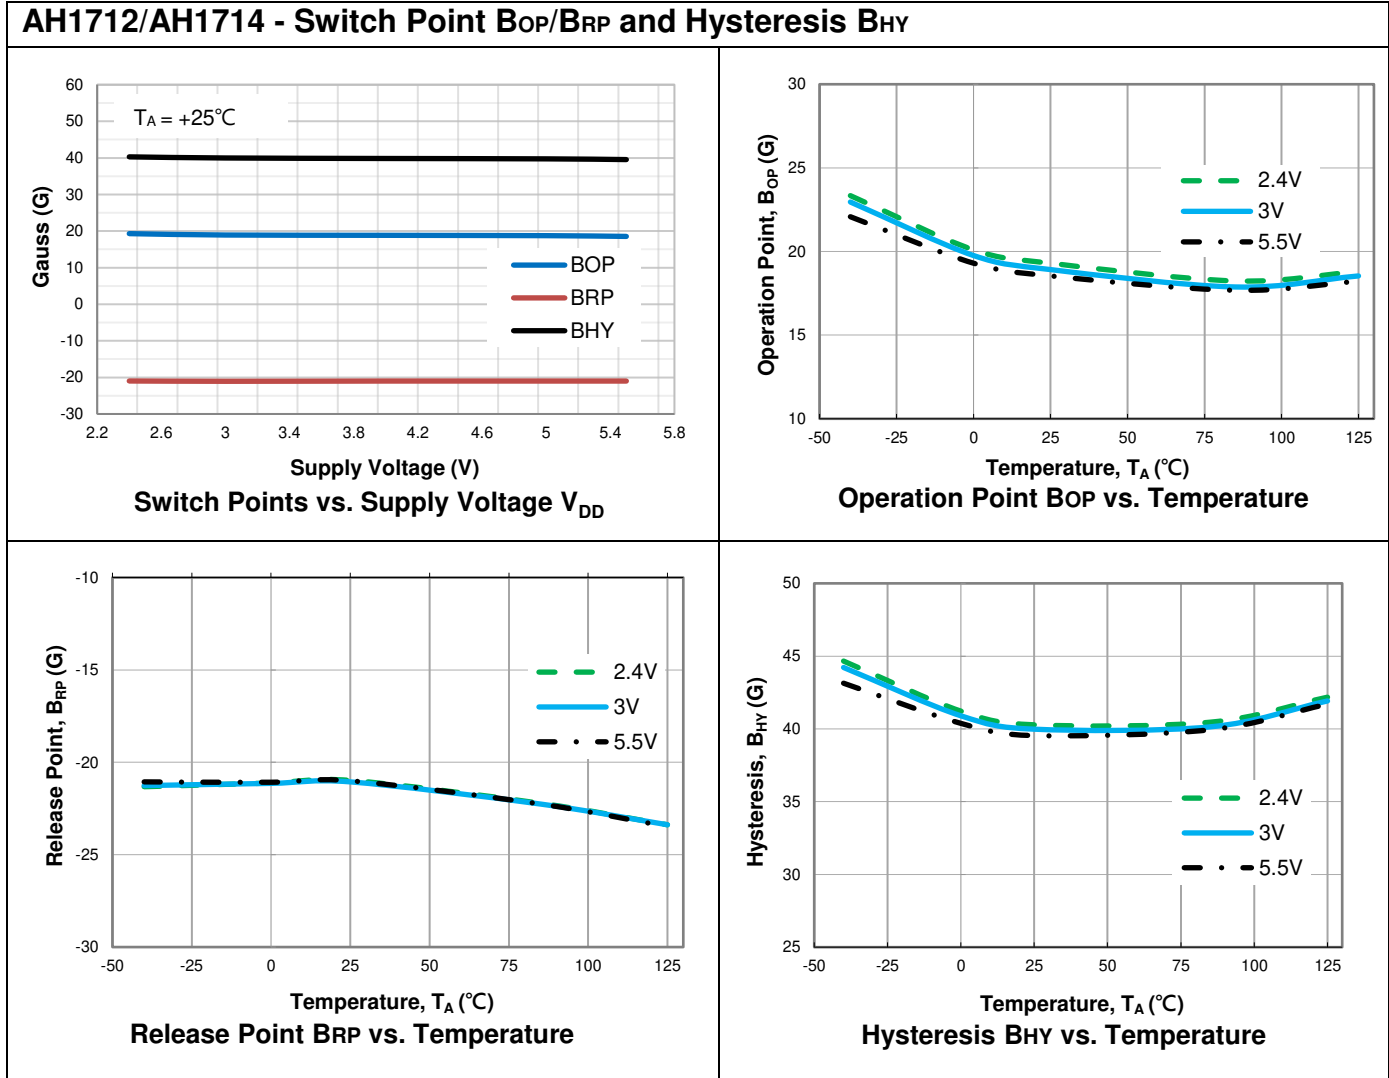 AH1712/AH1714 - Switch Point BOP/BRP and Hysteresis BHY
60
50
40
30
20
10
0
-10
-20
-30
Gauss (G)
TA = +25℃
BOP
BRP
BHY
2.2 2.6 3 3.4 3.8 4.2 4.6 5 5.4 5.8
Supply Voltage (V)
Switch Points vs. Supply Voltage VDD
30
25
20
15
10
Operation Point, BOP (G)
2.4V
3V
5.5V
-50 -25 0 25 50 75 100 125
Temperature, TA (℃)
Operation Point BOP vs. Temperature
-10
-15
-20
-25
-30
Release Point, BRP (G)
2.4V
3V
5.5V
-50 -25 0 25 50 75 100 125
Temperature, TA (℃)
Release Point BRP vs. Temperature
50
45
40
35
30
25
Hysteresis, BHY (G)
2.4V
3V
5.5V
-50 -25 0 25 50 75 100 125
Temperature, TA (℃)
Hysteresis BHY vs. Temperature